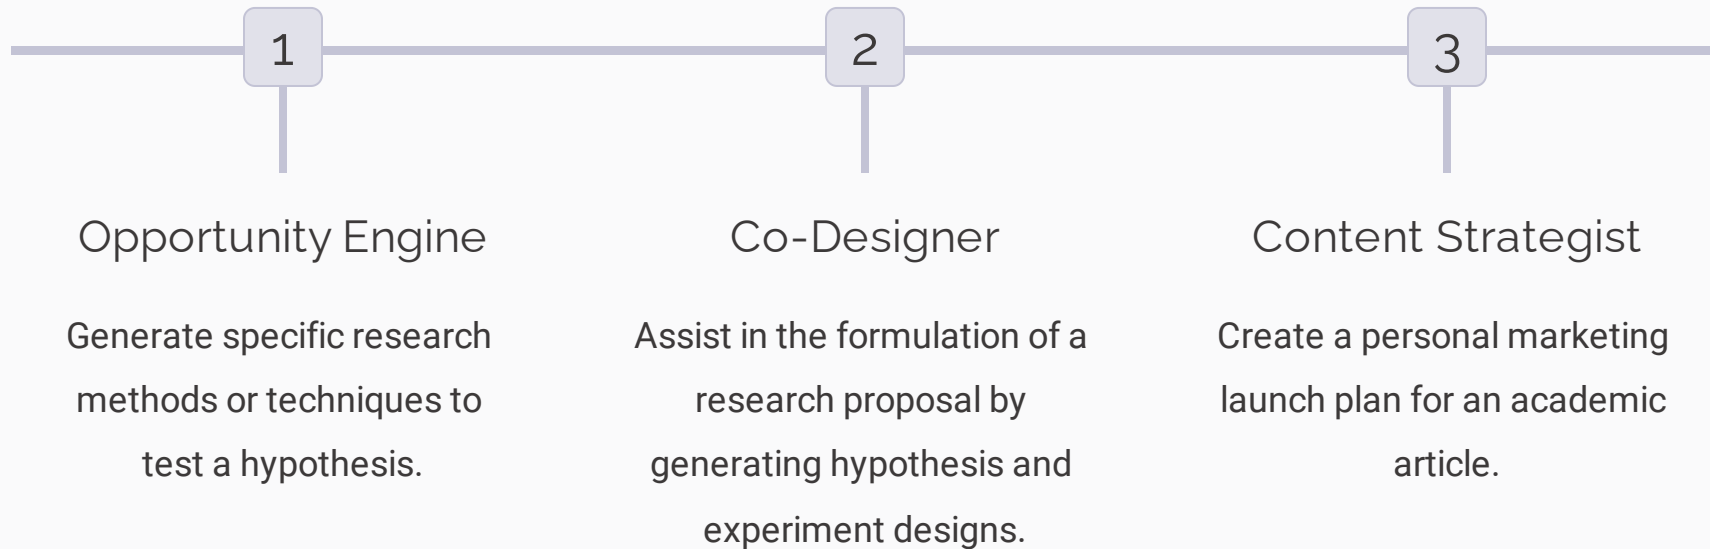 1
Opportunity Engine
Generate specific research
methods or techniques to
test a hypothesis.
2
Co-Designer
Assist in the formulation of a
research proposal by
generating hypothesis and
experiment designs.
3
Content Strategist
Create a personal marketing
launch plan for an academic
article.